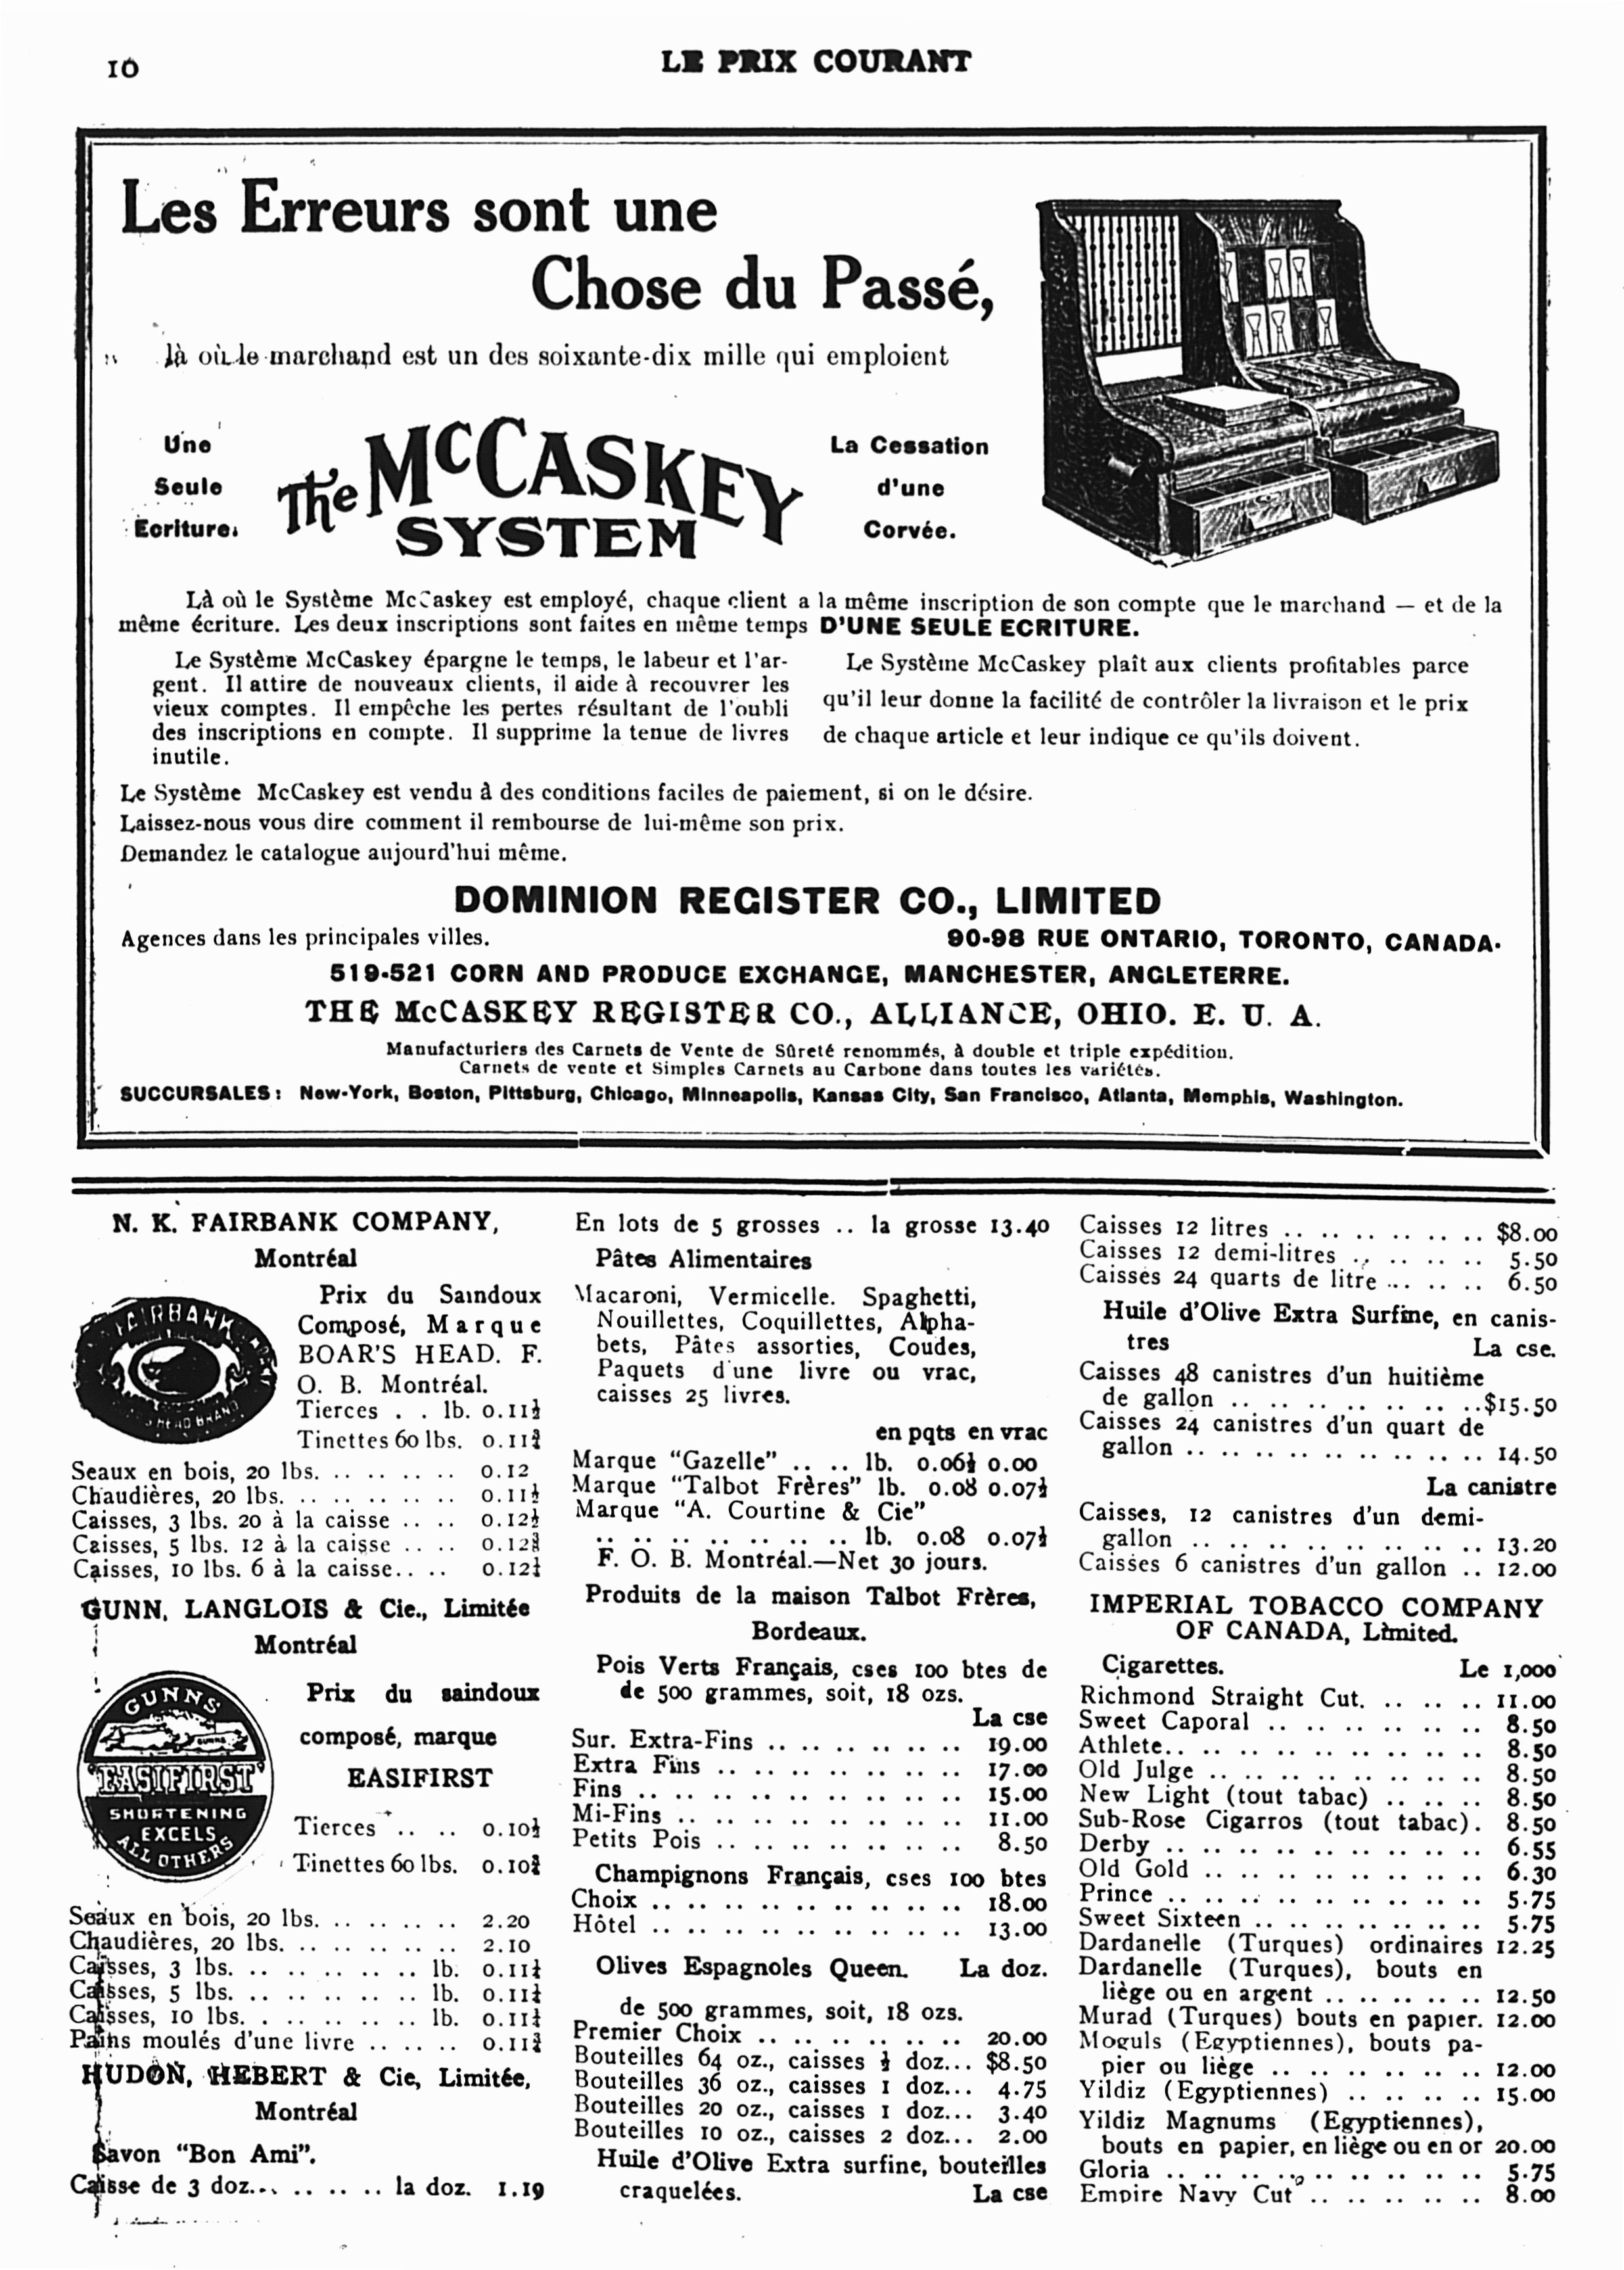 10
LE PRIX COURANT
Les Erreurs sont une
Chose du Passé,
là où le marchand est un des soixante-dix mille qui emploient
Une
Seule
Ecriture.
The McCASKEY
SYSTEM
La Cessation
d'une
Corvée.
Là où le Système McCaskey est employé, chaque client a la même inscription de son compte que le marchand — et de la
même écriture. Les deux inscriptions sont faites en même temps D'UNE SEULE ECRITURE.
Le Système McCaskey épargne le temps, le labeur et l'ar-
gent. Il attire de nouveaux clients, il aide à recouvrer les
vieux comptes. Il empêche les pertes résultant de l'oubli
des inscriptions en compte. Il supprime la tenue de livres
inutile.
Le Système McCaskey plaît aux clients profitables parce
qu'il leur donne la facilité de contrôler la livraison et le prix
de chaque article et leur indique ce qu'ils doivent.
Le Système McCaskey est vendu à des conditions faciles de paiement, si on le désire.
Laissez-nous vous dire comment il rembourse de lui-même son prix.
Demandez le catalogue aujourd'hui même.
DOMINION REGISTER CO., LIMITED
Agences dans les principales villes.
90-98 RUE ONTARIO, TORONTO, CANADA.
519-521 CORN AND PRODUCE EXCHANGE, MANCHESTER, ANGLETERRE.
THE McCASKEY REGISTER CO., ALLIANCE, OHIO. E. U. A.
Manufacturiers des Carnets de Vente de Sûreté renommés, à double et triple expédition.
Carnets de vente et Simples Carnets au Carbone dans toutes les variétés.
SUCCURSALES: New-York, Boston, Pittsburg, Chicago, Minneapolis, Kansas City, San Francisco, Atlanta, Memphis, Washington.
N. K. FAIRBANK COMPANY,
Montréal
FAIRBANK
HEAD BRAND
Prix du Saindoux
Composé, Marque
BOAR'S HEAD. F.
O. B. Montréal.
Tierces . . lb. 0.11½
Tinettes 60 lbs. 0.11¾
Seaux en bois, 20 lbs. .. .. .. .. 0.12
Chaudières, 20 lbs. .. .. .. .. .. 0.11½
Caisses, 3 lbs. 20 à la caisse .. .. 0.12½
Caisses, 5 lbs. 12 à la caisse .. .. 0.12⅜
Caisses, 10 lbs. 6 à la caisse.. .. 0.12¼
GUNN, LANGLOIS & Cie., Limitée
Montréal
GUNNS'
"EASIFIRST"
SHORTENING
EXCELS
ALL OTHERS
Prix du saindoux
composé, marque
EASIFIRST
Tierces .. .. 0.10½
Tinettes 60 lbs. 0.10¾
Seaux en bois, 20 lbs. .. .. .. .. 2.20
Chaudières, 20 lbs. .. .. .. .. .. 2.10
Caisses, 3 lbs. .. .. .. .. .. .. lb. 0.11½
Caisses, 5 lbs. .. .. .. .. .. .. lb. 0.11½
Caisses, 10 lbs. . .. .. .. .. .. lb. 0.11¼
Pains moulés d'une livre .. .. .. 0.11¾
HUDON, HEBERT & Cie, Limitée,
Montréal
Savon "Bon Ami".
Caisse de 3 doz... .. .. .. la doz. 1.19
En lots de 5 grosses .. la grosse 13.40
Pâtes Alimentaires
Macaroni, Vermicelle. Spaghetti,
Nouillettes, Coquillettes, Alpha-
bets, Pâtes assorties, Coudes,
Paquets d'une livre ou vrac,
caisses 25 livres.
en pqts en vrac
Marque "Gazelle" .. .. lb. 0.06½ 0.00
Marque "Talbot Frères" lb. 0.08 0.07½
Marque "A. Courtine & Cie"
.. .. .. .. .. .. .. .. lb. 0.08 0.07½
F. O. B. Montréal.—Net 30 jours.
Produits de la maison Talbot Frères,
Bordeaux.
Pois Verts Français, cses 100 btes de
de 500 grammes, soit, 18 ozs.
La cse
Sur. Extra-Fins .. .. .. .. .. .. 19.00
Extra Fins .. .. .. .. .. .. .. .. 17.00
Fins .. .. .. .. .. .. .. .. .. .. 15.00
Mi-Fins .. .. .. .. .. .. .. .. .. 11.00
Petits Pois .. .. .. .. .. .. .. .. 8.50
Champignons Français, cses 100 btes
Choix .. .. .. .. .. .. .. .. .. .. 18.00
Hôtel .. .. .. .. .. .. .. .. .. .. 13.00
Olives Espagnoles Queen. La doz.
de 500 grammes, soit, 18 ozs.
Premier Choix .. .. .. .. .. .. .. 20.00
Bouteilles 64 oz., caisses ½ doz... $8.50
Bouteilles 36 oz., caisses 1 doz... 4.75
Bouteilles 20 oz., caisses 1 doz... 3.40
Bouteilles 10 oz., caisses 2 doz... 2.00
Huile d'Olive Extra surfine, bouteilles
craquelées. La cse
Caisses 12 litres .. .. .. .. .. .. $8.00
Caisses 12 demi-litres .. .. .. .. 5.50
Caisses 24 quarts de litre .. .. .. 6.50
Huile d'Olive Extra Surfine, en canis-
tres La cse.
Caisses 48 canistres d'un huitième
de gallon .. .. .. .. .. .. .. ..$15.50
Caisses 24 canistres d'un quart de
gallon .. .. .. .. .. .. .. .. .. 14.50
La canistre
Caisses, 12 canistres d'un demi-
gallon .. .. .. .. .. .. .. .. .. 13.20
Caisses 6 canistres d'un gallon .. 12.00
IMPERIAL TOBACCO COMPANY
OF CANADA, Limited.
Cigarettes. Le 1,000
Richmond Straight Cut. .. .. .. 11.00
Sweet Caporal .. .. .. .. .. .. .. 8.50
Athlete.. .. .. .. .. .. .. .. .. .. 8.50
Old Julge .. .. .. .. .. .. .. .. .. 8.50
New Light (tout tabac) .. .. .. 8.50
Sub-Rose Cigarros (tout tabac). 8.50
Derby .. .. .. .. .. .. .. .. .. .. 6.55
Old Gold .. .. .. .. .. .. .. .. .. 6.30
Prince .. .. .. .. .. .. .. .. .. .. 5.75
Sweet Sixteen .. .. .. .. .. .. .. 5.75
Dardanelle (Turques) ordinaires 12.25
Dardanelle (Turques), bouts en
liège ou en argent .. .. .. .. .. 12.50
Murad (Turques) bouts en papier. 12.00
Moguls (Egyptiennes), bouts pa-
pier ou liège .. .. .. .. .. .. .. 12.00
Yildiz (Egyptiennes) .. .. .. .. 15.00
Yildiz Magnums (Egyptiennes),
bouts en papier, en liège ou en or 20.00
Gloria .. .. .. .. .. .. .. .. .. .. 5.75
Empire Navy Cut .. .. .. .. .. .. 8.00